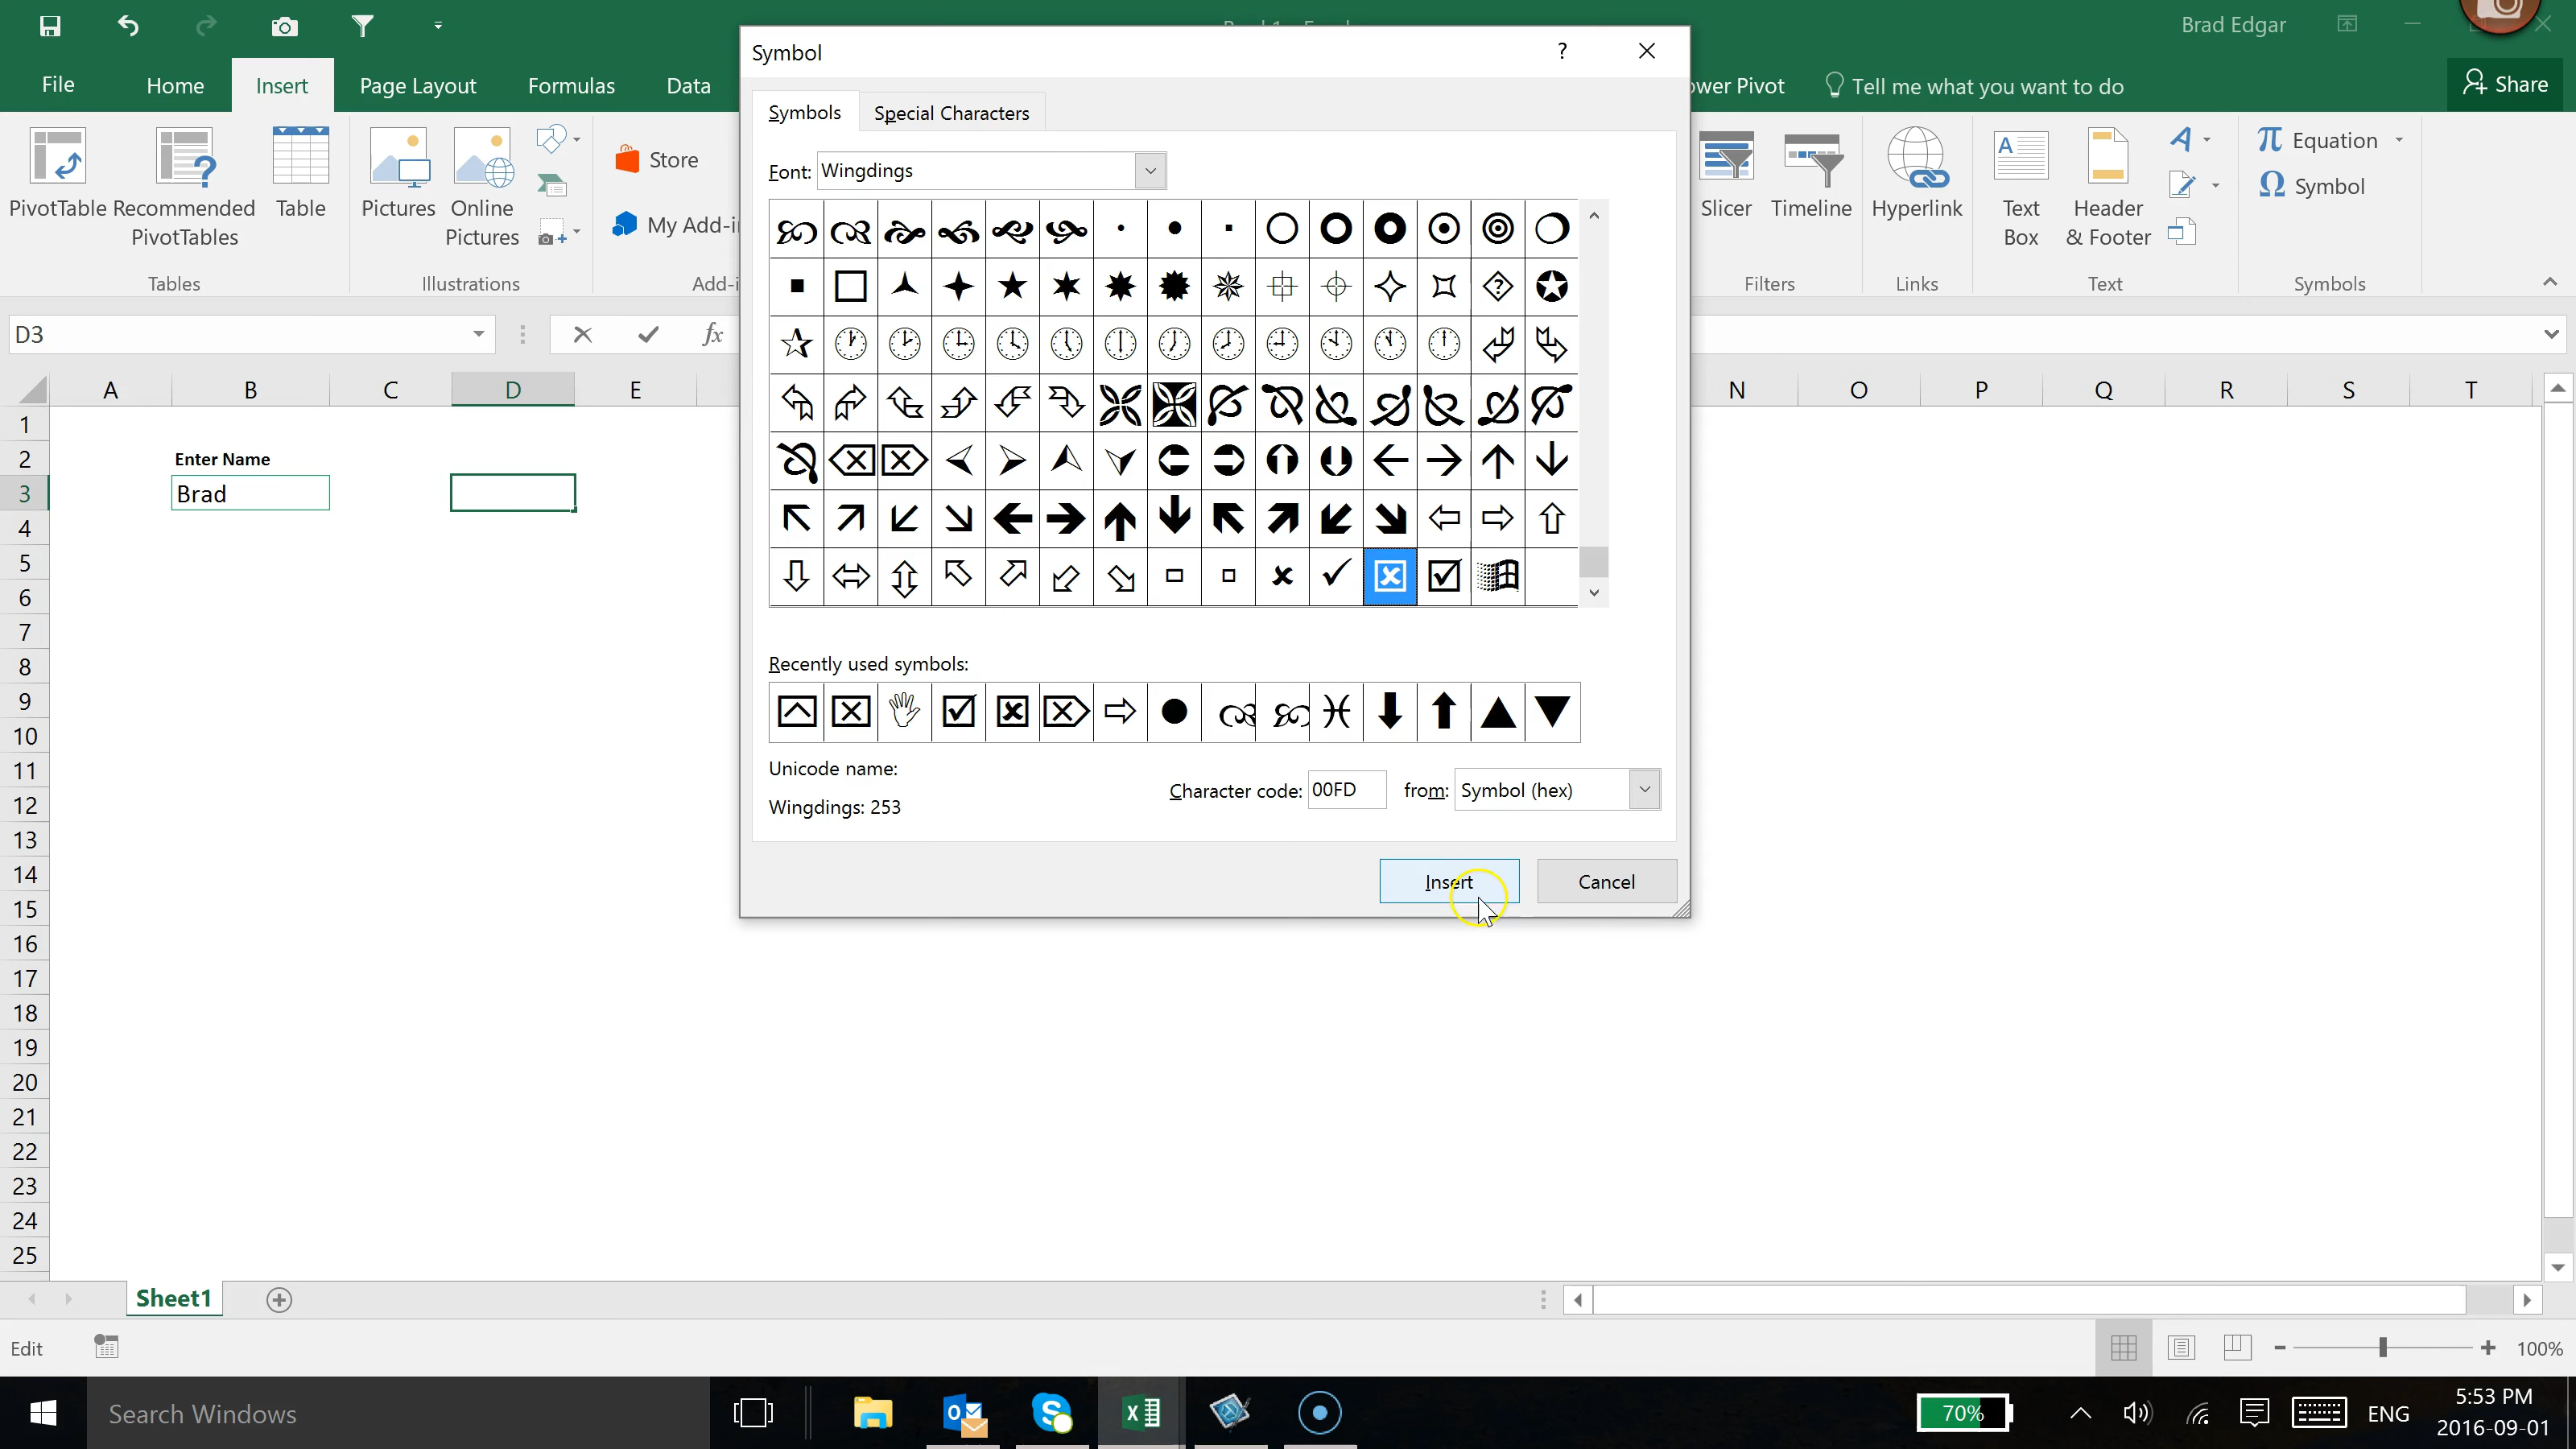 Brad Edgar
File Home Insert Page Layout Formulas Data ower Pivot Tell me what you want to do Share
PivotTable Recommended PivotTables Table
Pictures Online Pictures
Store
My Add-i
Slicer Timeline Hyperlink
Text Box Header & Footer
Equation
Symbol
Tables Illustrations Add-i Filters Links Text Symbols
D3
fx
Symbol ?
Symbols Special Characters
Font: Wingdings
Recently used symbols:
Unicode name:
Wingdings: 253
Character code: 00FD from: Symbol (hex)
Insert Cancel
A B C D E N O P Q R S T
1
2 Enter Name
3 Brad
4
5
6
7
8
9
10
11
12
13
14
15
16
17
18
19
20
21
22
23
24
25
Sheet1
Edit 100%
Search Windows
70% ENG 5:53 PM
2016-09-01